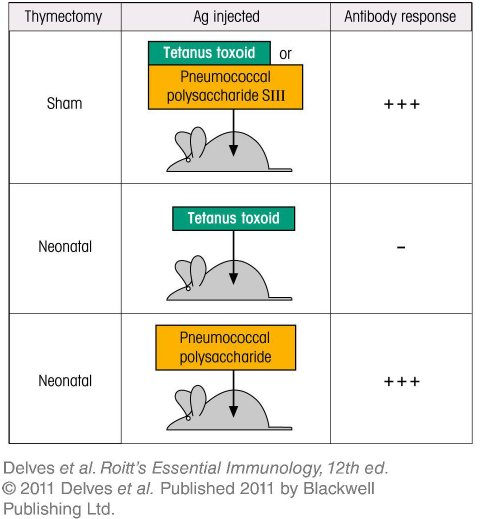 Thymectomy Ag injected Antibody response
Tetanus toxoid or
Pneumococcal
polysaccharide SIII
Sham
+++
Tetanus toxoid
Neonatal
–
Pneumococcal
polysaccharide
Neonatal
+++
Delves et al. Roitt's Essential Immunology, 12th ed.
© 2011 Delves et al. Published 2011 by Blackwell
Publishing Ltd.